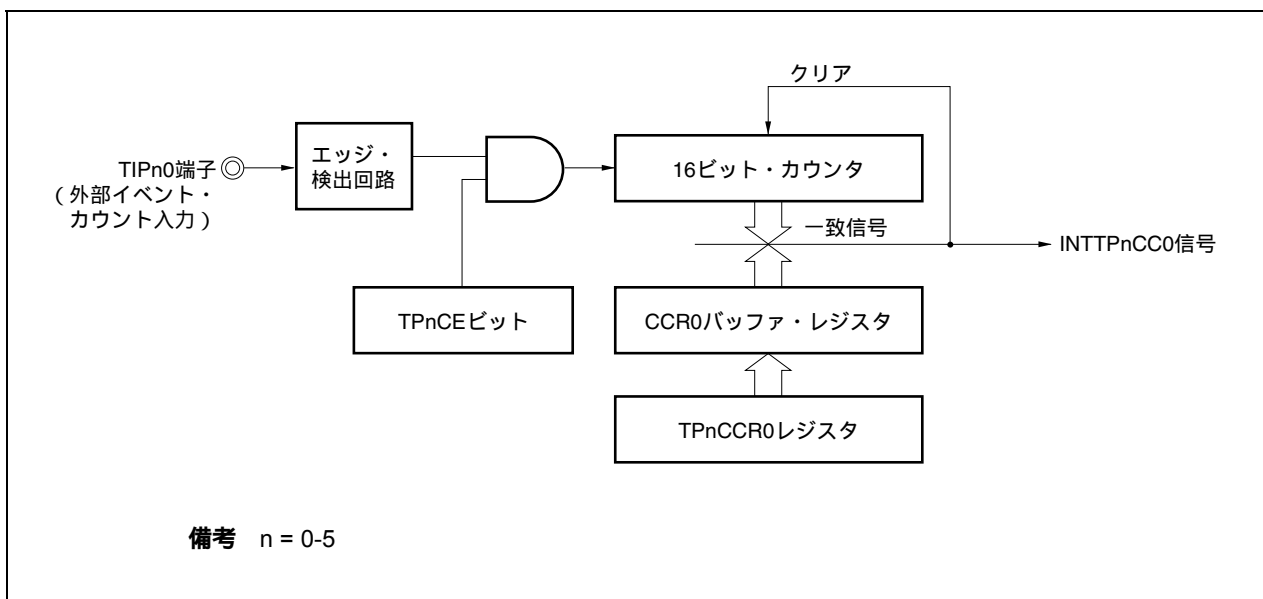 クリア
TIPn0端子
(外部イベント・
カウント入力)
エッジ・
検出回路
16ビット・カウンタ
一致信号
INTTPnCC0信号
TPnCEビット
CCR0バッファ・レジスタ
TPnCCR0レジスタ
備考 n = 0-5